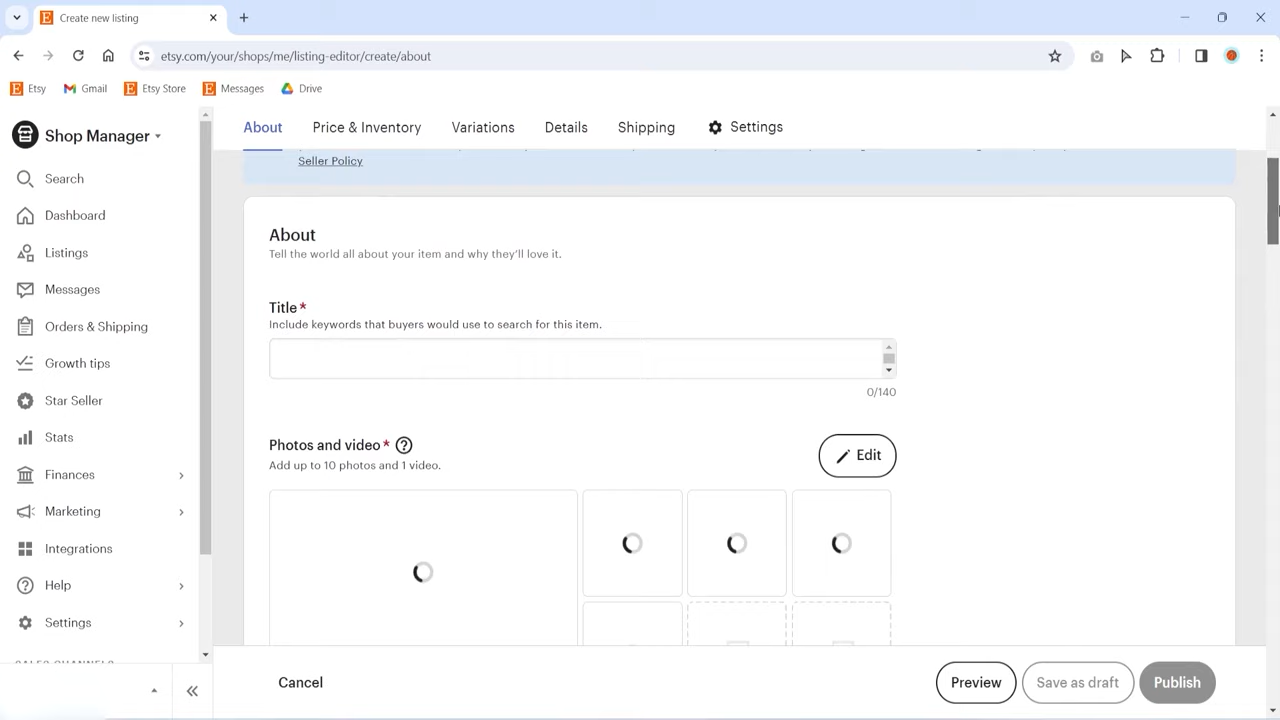 Create new listing
etsy.com/your/shops/me/listing-editor/create/about
Etsy
Gmail
Etsy Store
Messages
Drive
Shop Manager
About
Price & Inventory
Variations
Details
Shipping
Settings
Seller Policy
Search
Dashboard
Listings
Messages
Orders & Shipping
Growth tips
Star Seller
Stats
Finances
Marketing
Integrations
Help
Settings
About
Tell the world all about your item and why they'll love it.
Title *
Include keywords that buyers would use to search for this item.
0/140
Photos and video * ?
Add up to 10 photos and 1 video.
Edit
Cancel
Preview
Save as draft
Publish